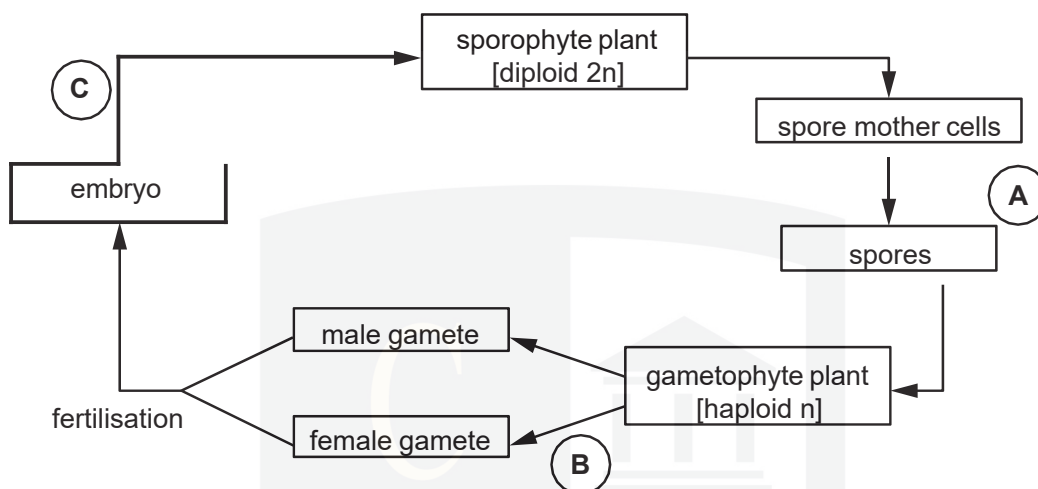 sporophyte plant
[diploid 2n]
C
spore mother cells
embryo
A
spores
male gamete
gametophyte plant
[haploid n]
fertilisation
female gamete
B